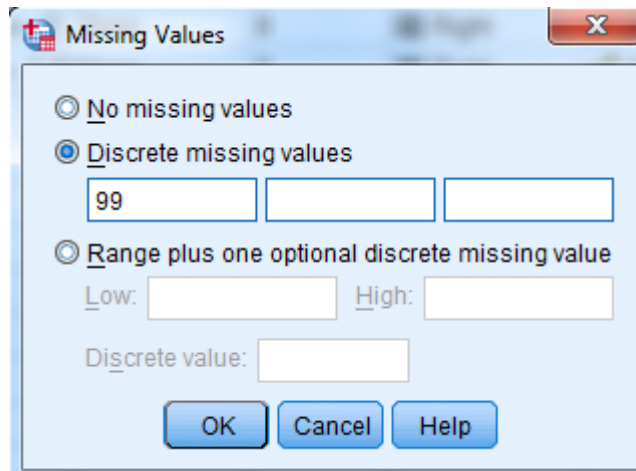 Missing Values
No missing values
Discrete missing values
99
Range plus one optional discrete missing value
Low: High:
Discrete value:
OK Cancel Help